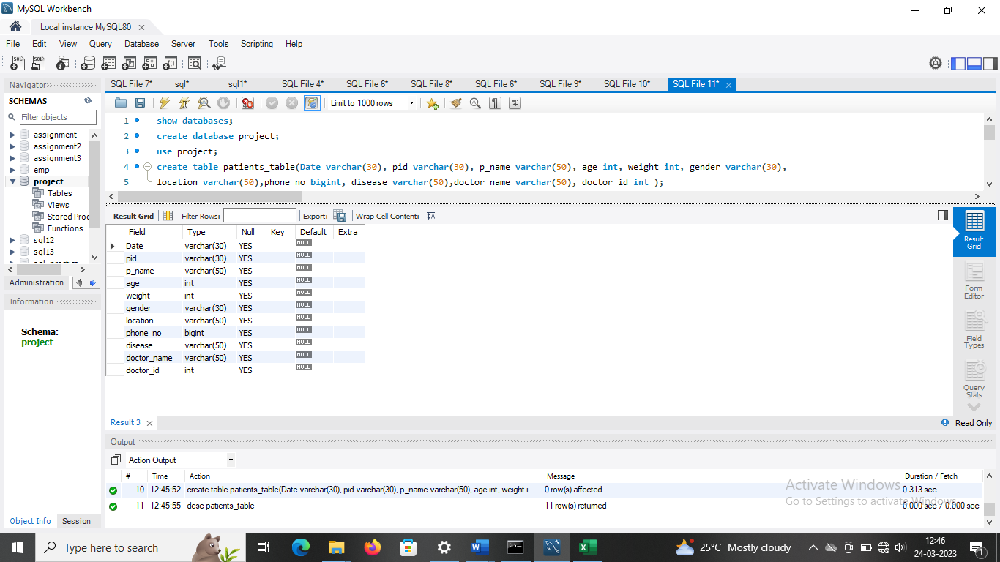 MySQL Workbench
Local instance MySQL80
File Edit View Query Database Server Tools Scripting Help
Navigator
SCHEMAS
Filter objects
assignment
assignment2
assignment3
emp
project
Tables
Views
Stored Proc
Functions
sql12
sql13
sql_practice
Administration
Information
Schema:
project
Object Info Session
SQL File 7* sql* sql1* SQL File 4* SQL File 6* SQL File 8* SQL File 6* SQL File 9* SQL File 10* SQL File 11*
Limit to 1000 rows
1 show databases;
2 create database project;
3 use project;
4 create table patients_table(Date varchar(30), pid varchar(30), p_name varchar(50), age int, weight int, gender varchar(30),
5 location varchar(50),phone_no bigint, disease varchar(50),doctor_name varchar(50), doctor_id int );
Result Grid Filter Rows: Export: Wrap Cell Content: IA
Field Type Null Key Default Extra
Date varchar(30) YES NULL
pid varchar(30) YES NULL
p_name varchar(50) YES NULL
age int YES NULL
weight int YES NULL
gender varchar(30) YES NULL
location varchar(50) YES NULL
phone_no bigint YES NULL
disease varchar(50) YES NULL
doctor_name varchar(50) YES NULL
doctor_id int YES NULL
Result
Grid
Form
Editor
Field
Types
Query
Stats
Result 3
Read Only
Output
Action Output
# Time Action Message Duration / Fetch
10 12:45:52 create table patients_table(Date varchar(30), pid varchar(30), p_name varchar(50), age int, weight i... 0 row(s) affected 0.313 sec
11 12:45:55 desc patients_table 11 row(s) returned 0.000 sec / 0.000 sec
Activate Windows
Go to Settings to activate Windows.
Type here to search
25°C Mostly cloudy
12:46
24-03-2023
1